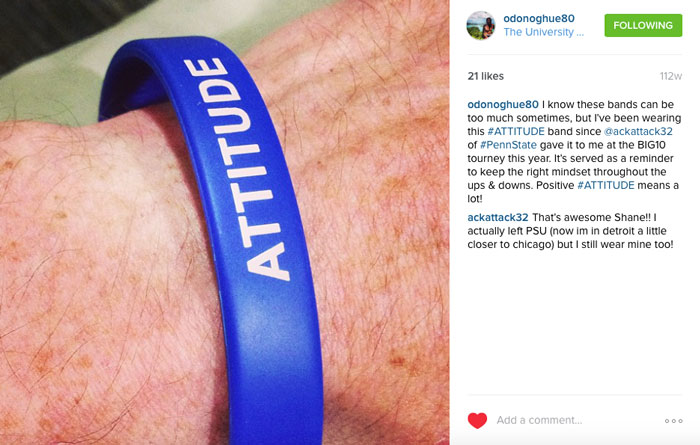 ATTITUDE
odonoghue80
The University ...
FOLLOWING
21 likes
112w
odonoghue80 I know these bands can be
too much sometimes, but I've been wearing
this #ATTITUDE band since @ackattack32
of #PennState gave it to me at the BIG10
tourney this year. It's served as a reminder
to keep the right mindset throughout the
ups & downs. Positive #ATTITUDE means a
lot!
ackattack32 That's awesome Shane!! I
actually left PSU (now im in detroit a little
closer to chicago) but I still wear mine too!
Add a comment...